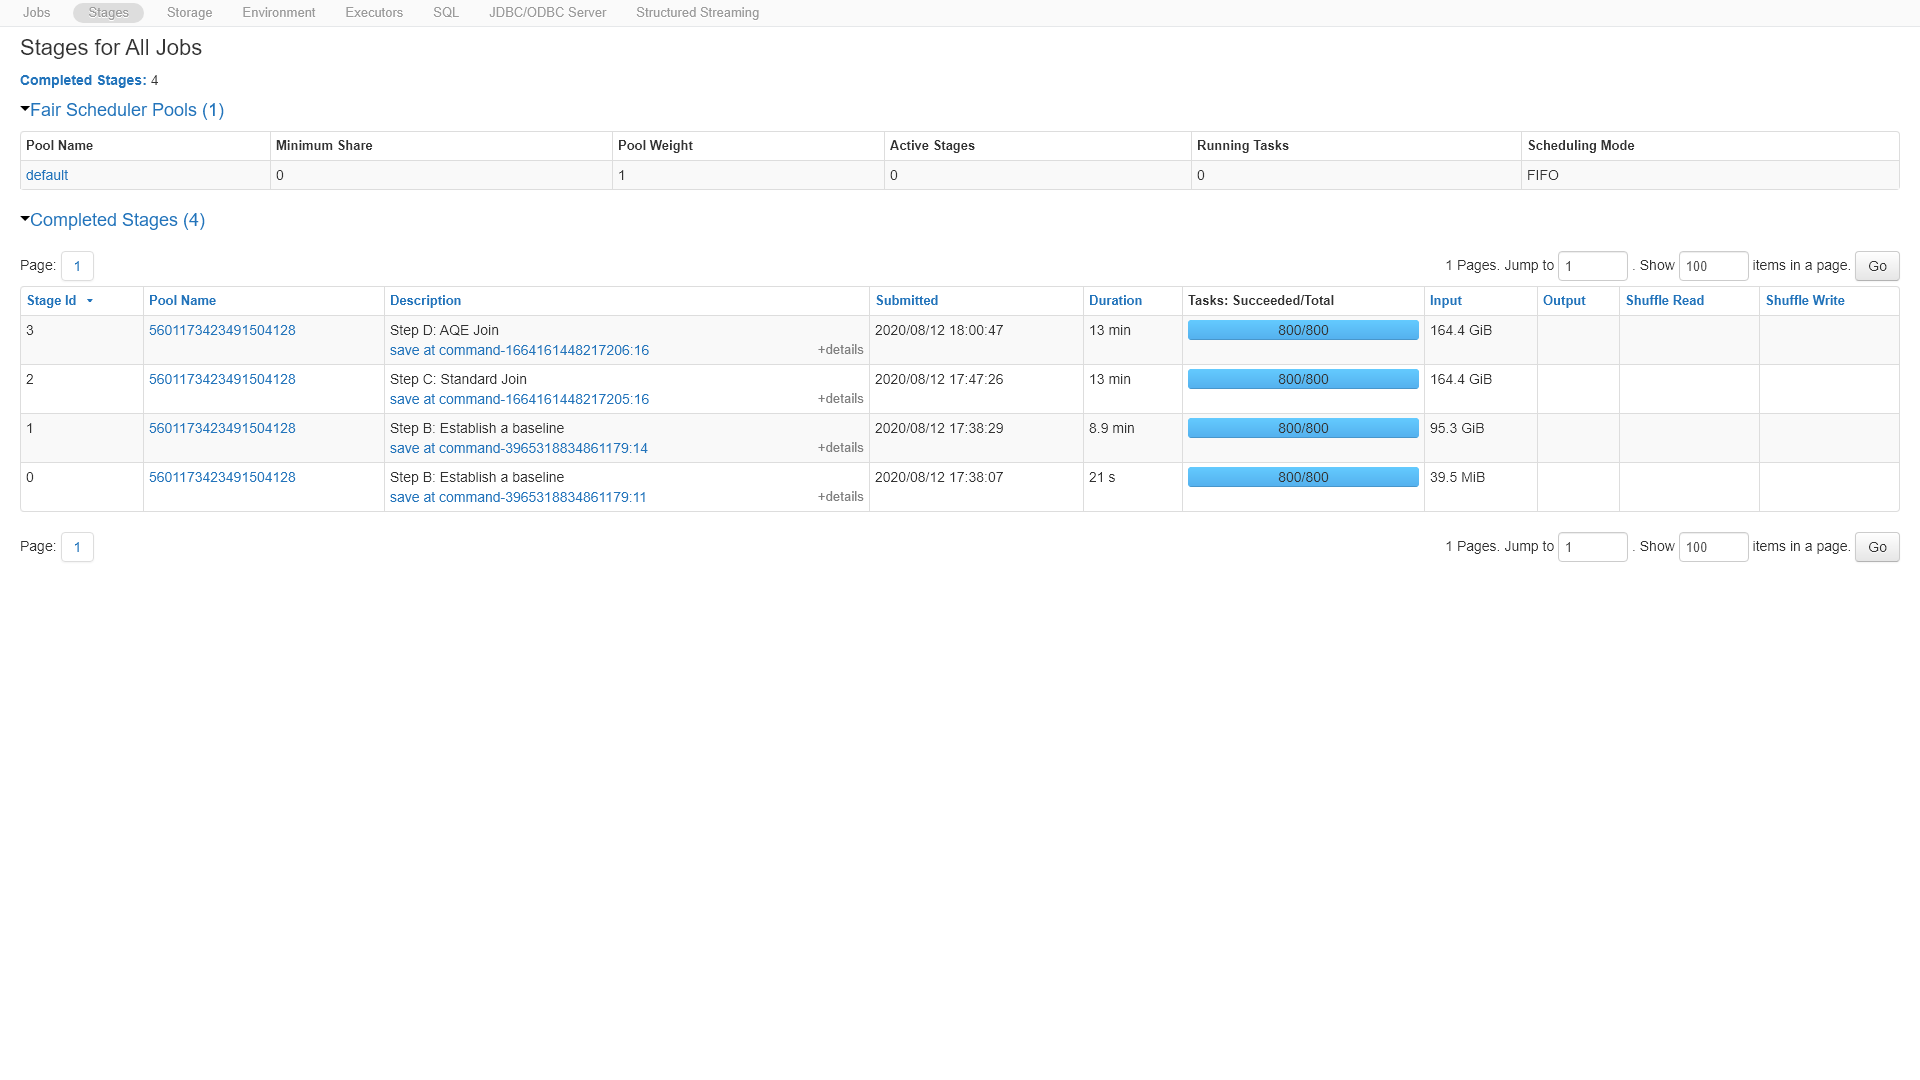 Jobs Stages Storage Environment Executors SQL JDBC/ODBC Server Structured Streaming
Stages for All Jobs
Completed Stages: 4
Fair Scheduler Pools (1)
Pool Name Minimum Share Pool Weight Active Stages Running Tasks Scheduling Mode
default 0 1 0 0 FIFO
Completed Stages (4)
Page: 1 1 Pages. Jump to 1 . Show 100 items in a page. Go
Stage Id Pool Name Description Submitted Duration Tasks: Succeeded/Total Input Output Shuffle Read Shuffle Write
3 5601173423491504128 Step D: AQE Join 2020/08/12 18:00:47 13 min 800/800 164.4 GiB
save at command-1664161448217206:16 +details
2 5601173423491504128 Step C: Standard Join 2020/08/12 17:47:26 13 min 800/800 164.4 GiB
save at command-1664161448217205:16 +details
1 5601173423491504128 Step B: Establish a baseline 2020/08/12 17:38:29 8.9 min 800/800 95.3 GiB
save at command-3965318834861179:14 +details
0 5601173423491504128 Step B: Establish a baseline 2020/08/12 17:38:07 21 s 800/800 39.5 MiB
save at command-3965318834861179:11 +details
Page: 1 1 Pages. Jump to 1 . Show 100 items in a page. Go